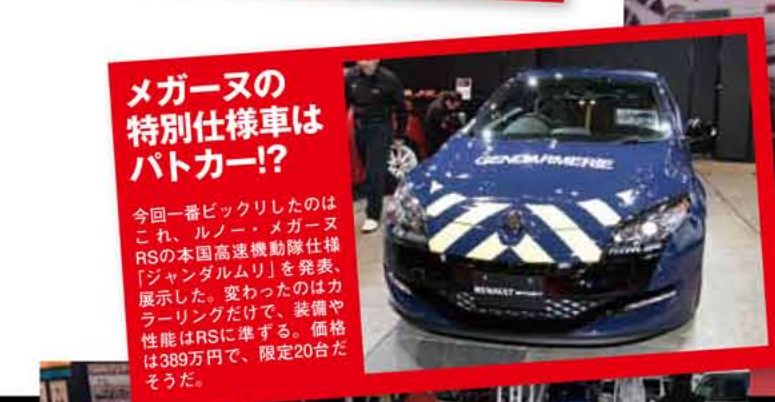 メガーヌの
特別仕様車は
パトカー!?
今回一番ビックリしたのは
これ、ルノー・メガーヌ
RSの本国高速機動隊仕様
「ジャンダルムリ」を発表、
展示した。変わったのはカ
ラーリングだけで、装備や
性能はRSに準ずる。価格
は389万円で、限定20台だ
そうだ。
GENDARMERIE
RENAULT